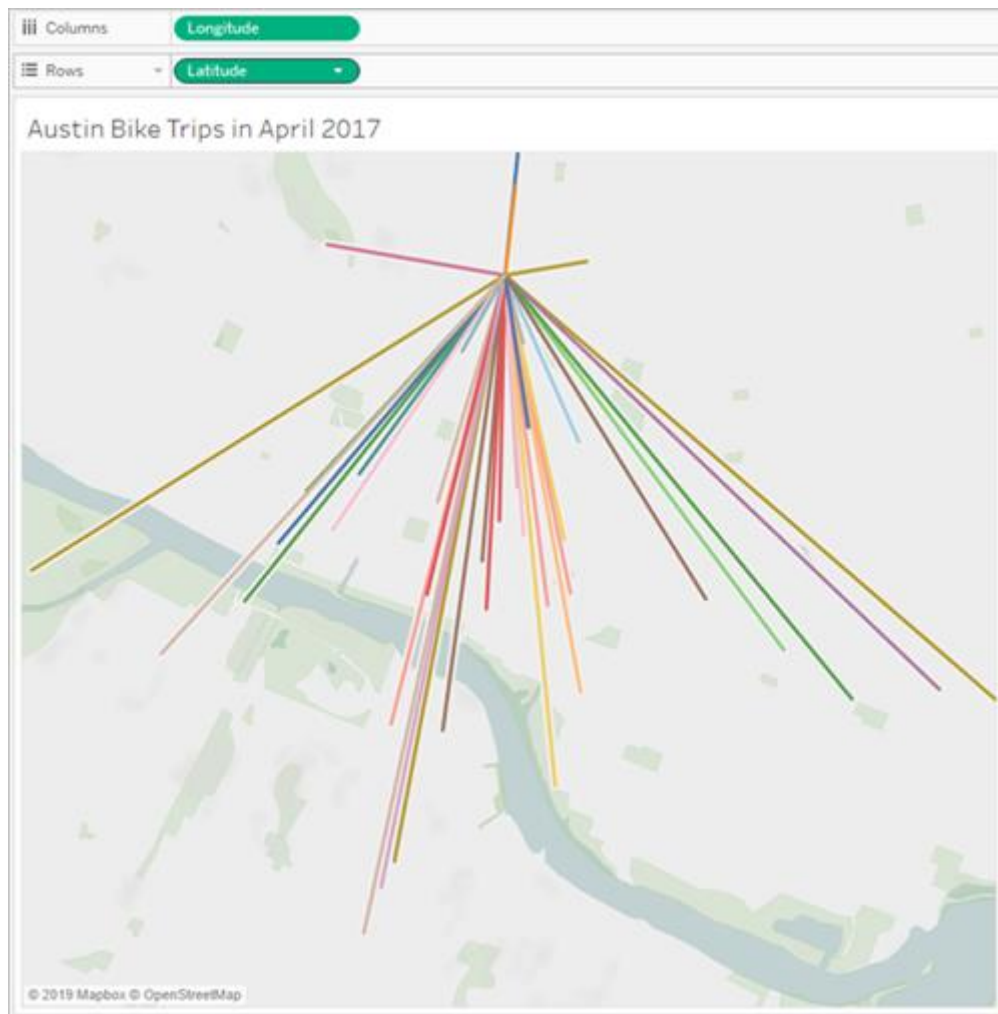 Columns
Longitude
Rows
Latitude
Austin Bike Trips in April 2017
© 2019 Mapbox © OpenStreetMap